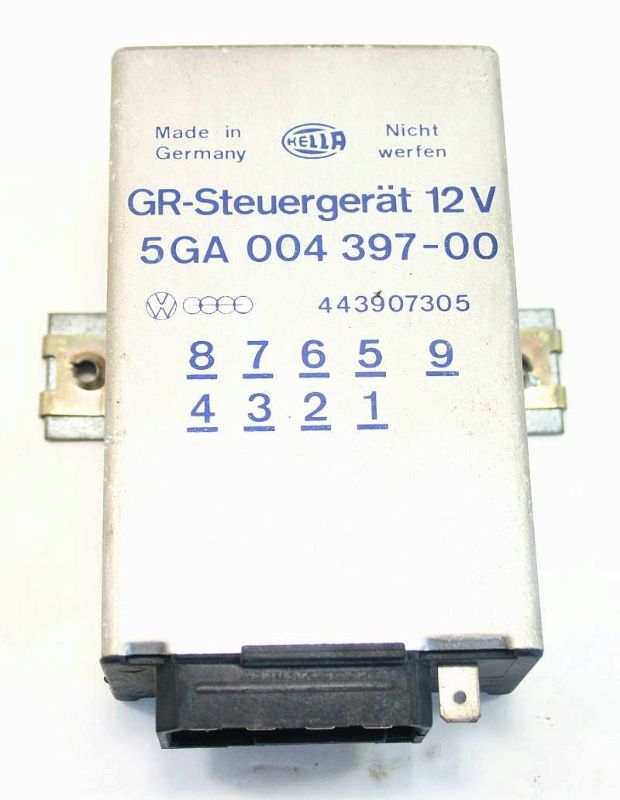 Made in
Germany
HELLA
Nicht
werfen
GR-Steuergerät 12 V
5GA 004 397-00
443907305
8 7 6 5 9
4 3 2 1